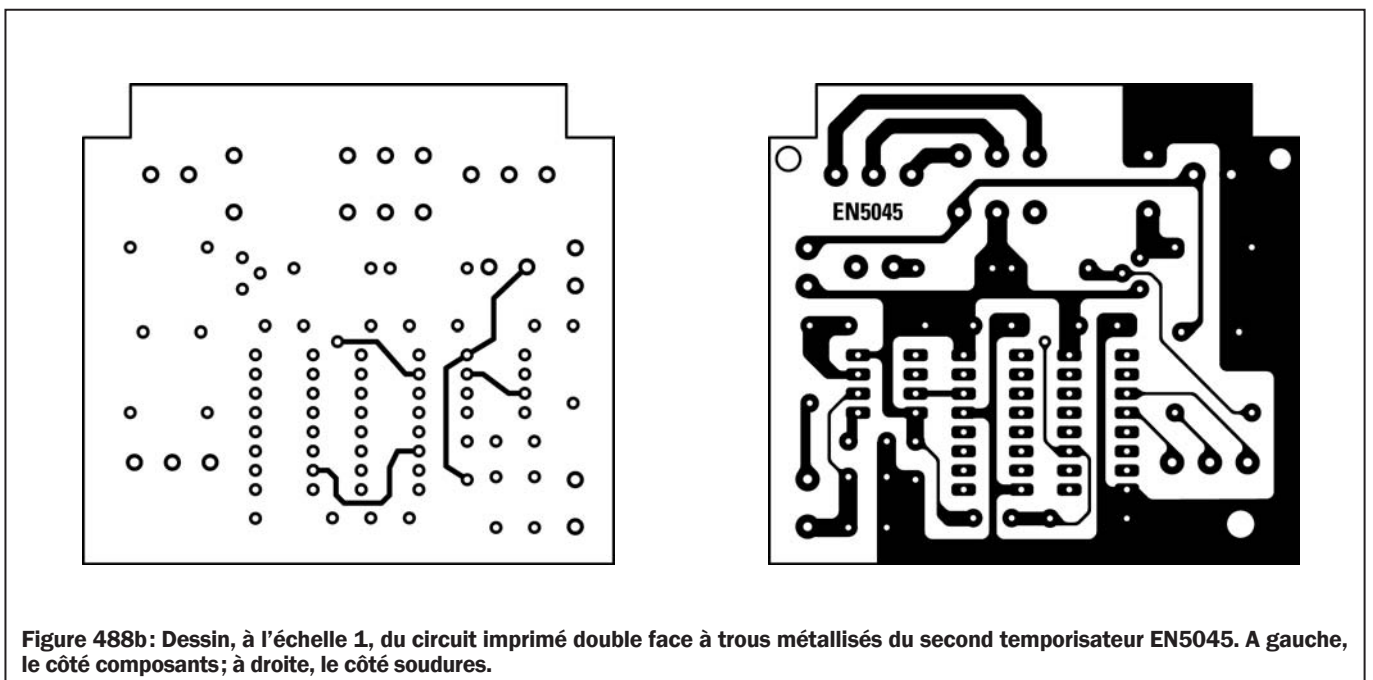 EN5045
Figure 488b: Dessin, à l'échelle 1, du circuit imprimé double face à trous métallisés du second temporisateur EN5045. A gauche,
le côté composants; à droite, le côté soudures.